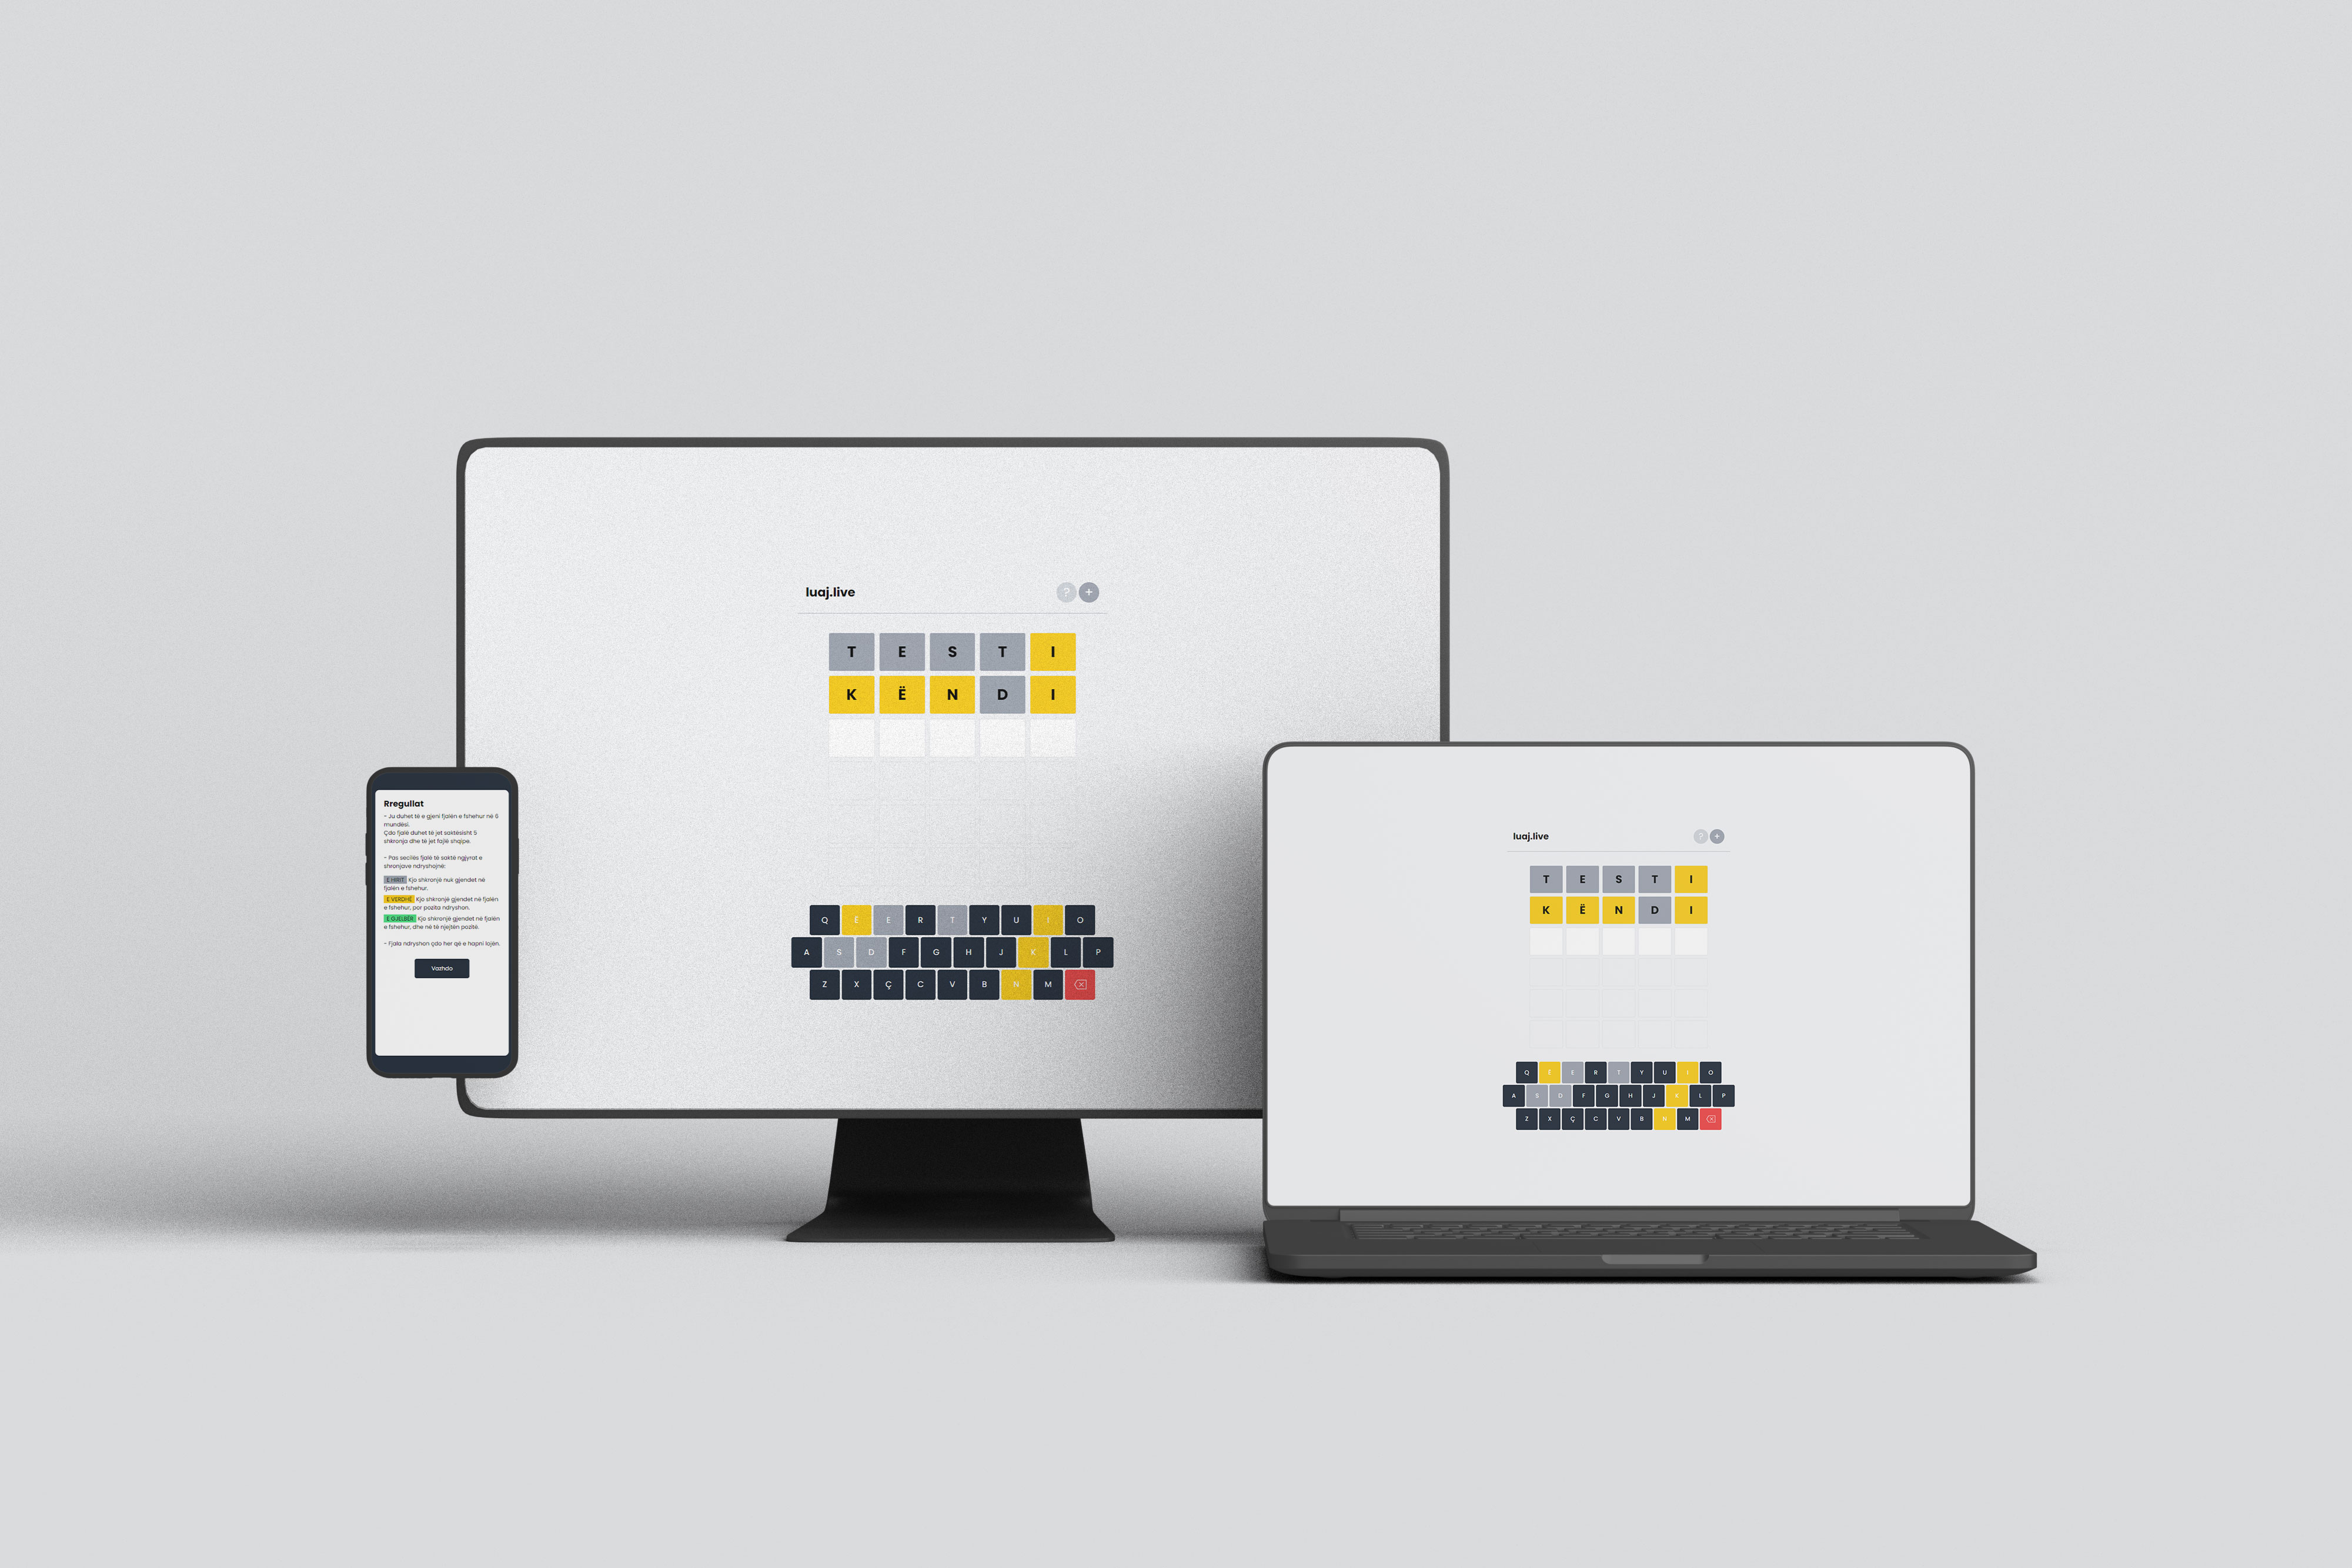 luaj.live ? +
T E S T I
K Ë N D I
Q Ë E R T Y U I O
A S D F G H J K L P
Z X Ç C V B N M
Rregullat
- Ju duhet të e gjeni fjalën e fshehur në 6
mundësi.
Çdo fjalë duhet të jet saktësisht 5
shkronja dhe të jet fajlë shqipe.
- Pas secilës fjalë të saktë ngjyrat e
shronjave ndryshojnë:
E HIRIT Kjo shkronjë nuk gjendet në
fjalën e fshehur.
E VERDHË Kjo shkronjë gjendet në fjalën
e fshehur, por pozita ndryshon.
E GJELBËR Kjo shkronjë gjendet në fjalën
e fshehur, dhe në të njejtën pozitë.
- Fjala ndryshon çdo her që e hapni lojën.
Vazhdo
luaj.live ? +
T E S T I
K Ë N D I
Q Ë E R T Y U I O
A S D F G H J K L P
Z X Ç C V B N M